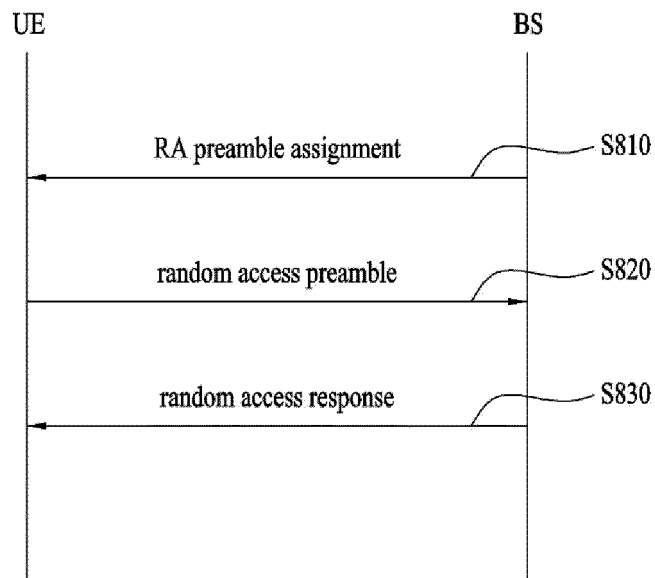 UE
BS
RA preamble assignment
S810
random access preamble
S820
random access response
S830